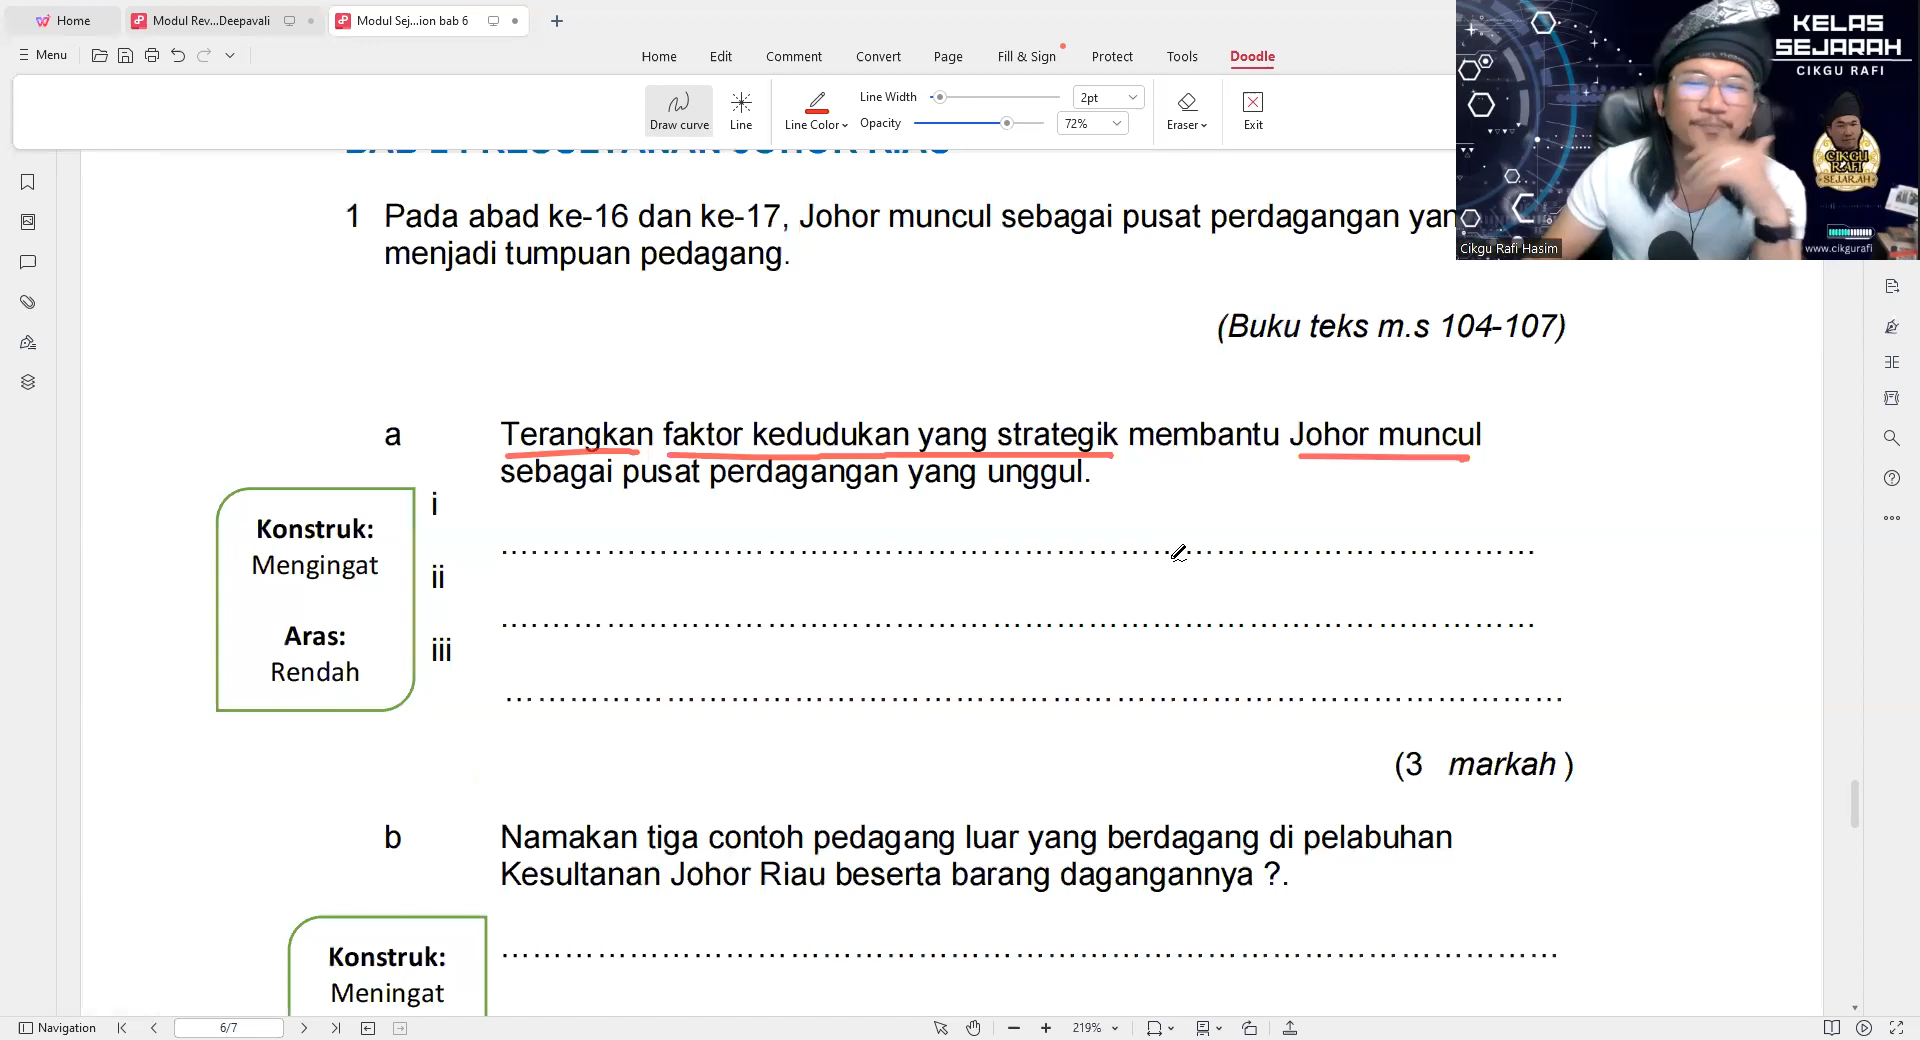 Home
Modul Rev...Deepavali
Modul Sej...ion bab 6
Menu
Home Edit Comment Convert Page Fill & Sign Protect Tools Doodle
Draw curve
Line
Line Color
Line Width
2pt
Opacity
72%
Eraser
Exit
KELAS
SEJARAH
CIKGU RAFI
CIKGU
RAFI
SEJARAH
www.cikgurafi
Cikgu Rafi Hasim
1 Pada abad ke-16 dan ke-17, Johor muncul sebagai pusat perdagangan yan
menjadi tumpuan pedagang.
(Buku teks m.s 104-107)
a Terangkan faktor kedudukan yang strategik membantu Johor muncul
sebagai pusat perdagangan yang unggul.
Konstruk:
Mengingat
Aras:
Rendah
i
ii
iii
(3 markah )
b Namakan tiga contoh pedagang luar yang berdagang di pelabuhan
Kesultanan Johor Riau beserta barang dagangannya ?.
Konstruk:
Meningat
Navigation
6/7
219%